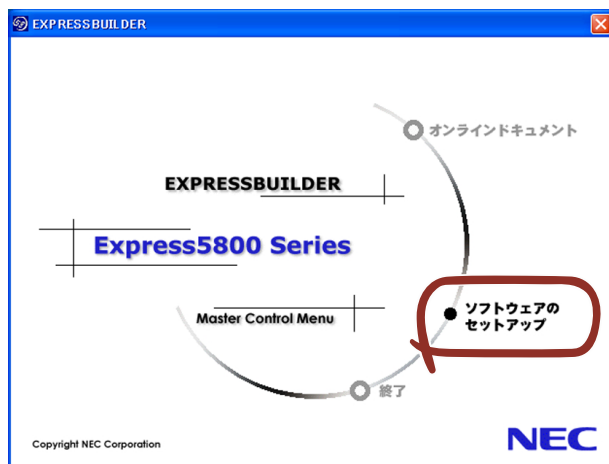 EXPRESSBUILDER
オンラインドキュメント
EXPRESSBUILDER
Express5800 Series
ソフトウェアの
セットアップ
Master Control Menu
終了
Copyright NEC Corporation
NEC